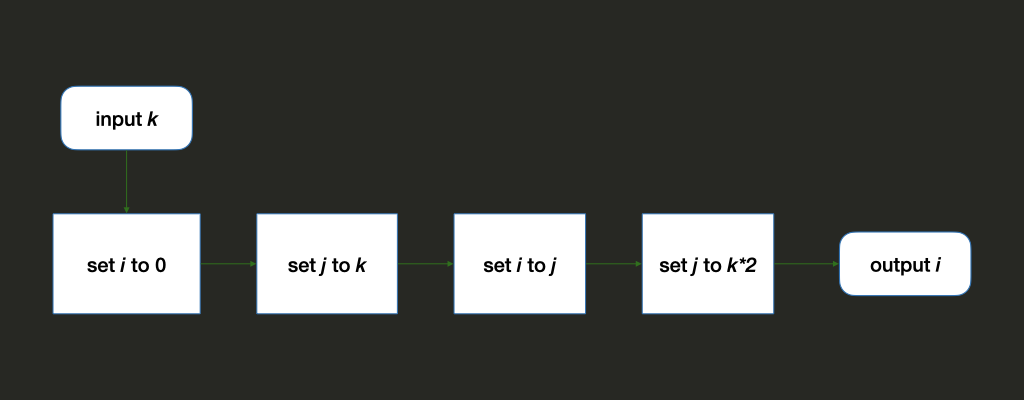 input k
set i to 0
set j to k
set i to j
set j to k*2
output i